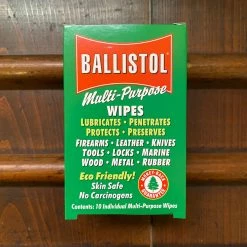 BALLISTOL
Multi-Purpose
WIPES
LUBRICATES • PENETRATES
PROTECTS • PRESERVES
FIREARMS • LEATHER • KNIVES
TOOLS • LOCKS • MARINE
WOOD • METAL • RUBBER
Eco Friendly!
Skin Safe
No Carcinogens
Contents: 10 Individual Multi-Purpose Wipes